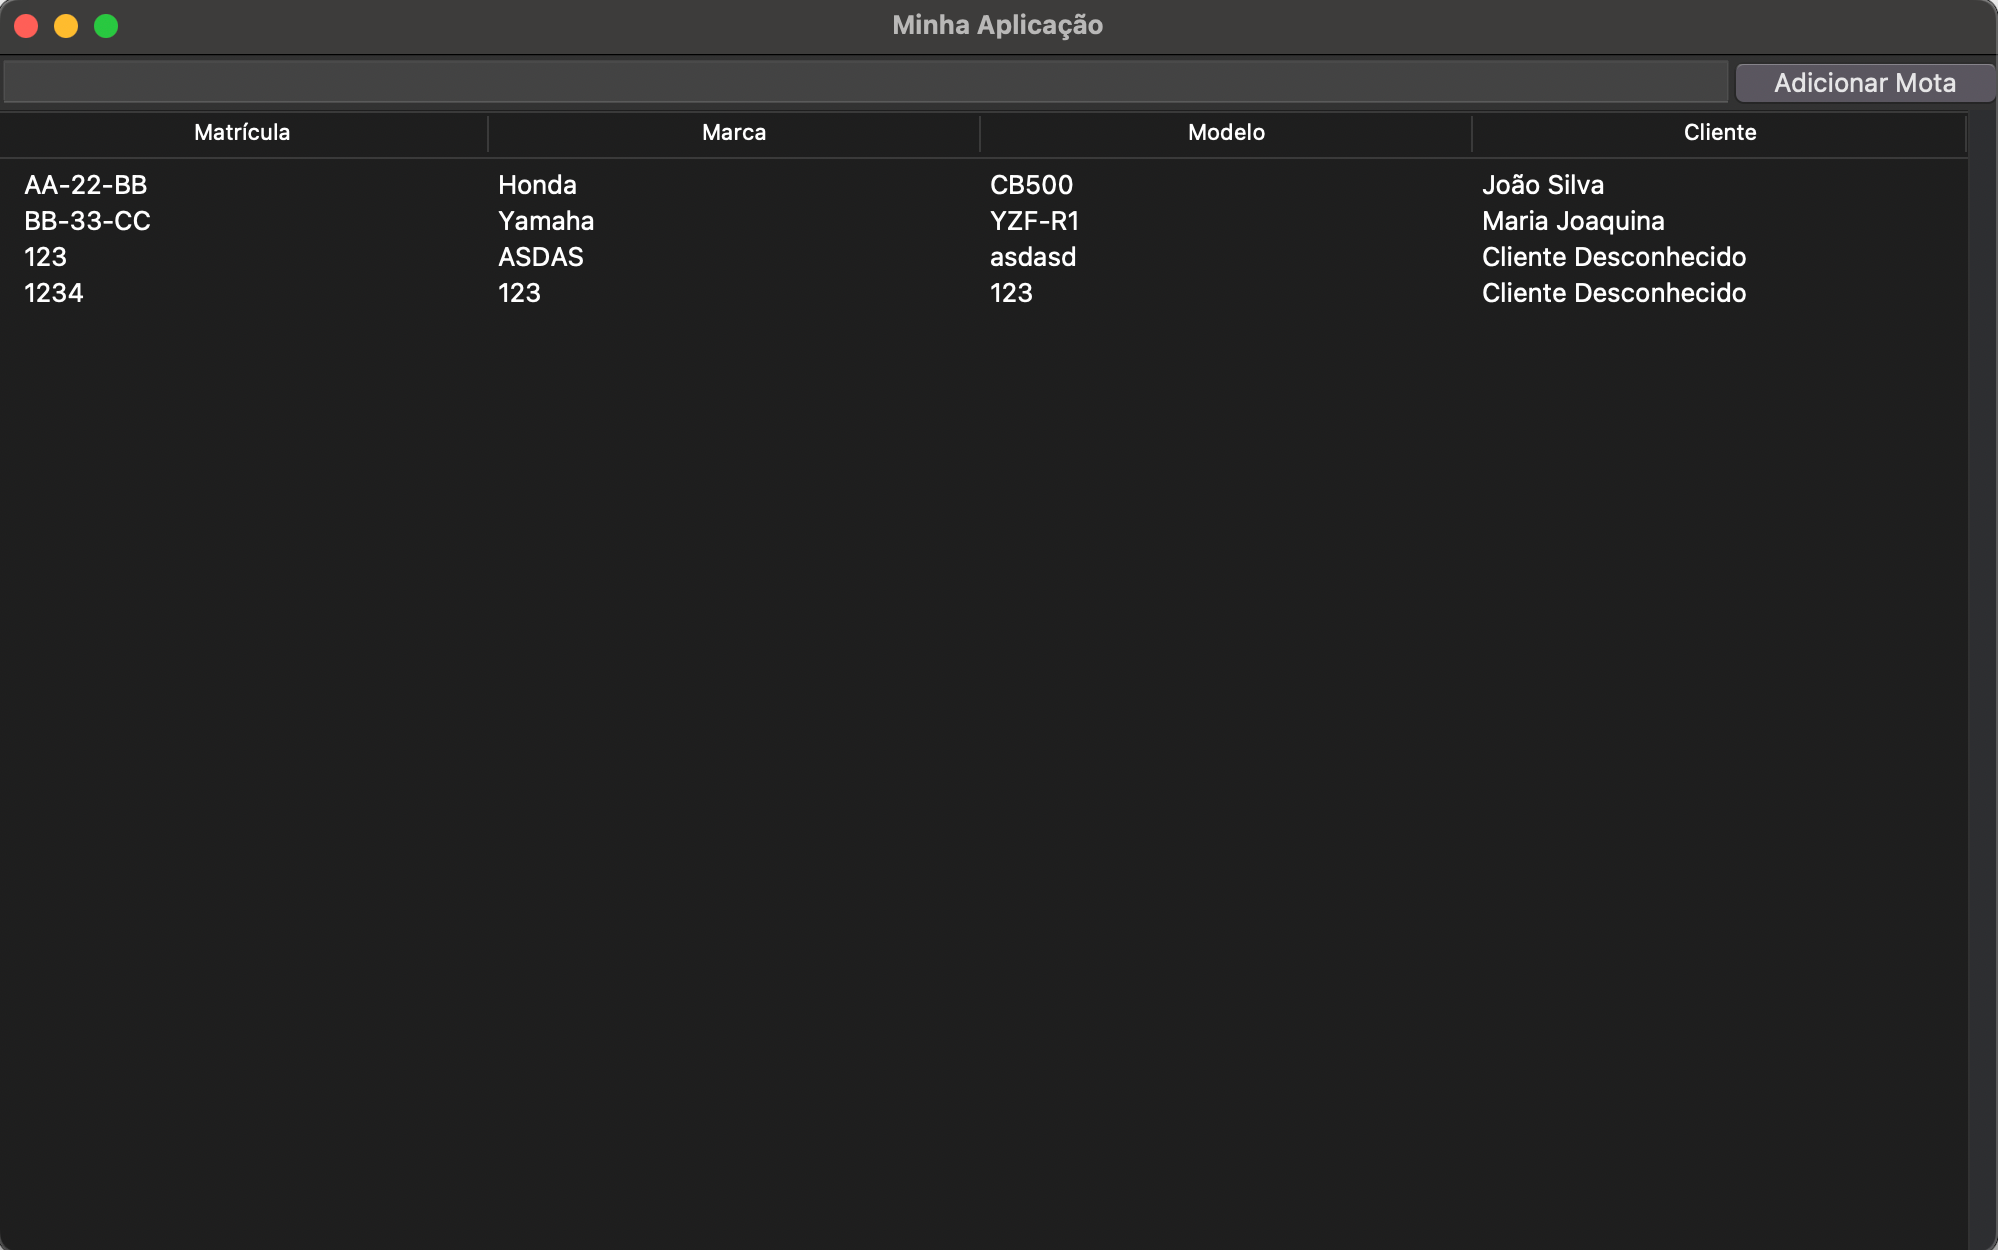 Minha Aplicação
Adicionar Mota
Matrícula Marca Modelo Cliente
AA-22-BB Honda CB500 João Silva
BB-33-CC Yamaha YZF-R1 Maria Joaquina
123 ASDAS asdasd Cliente Desconhecido
1234 123 123 Cliente Desconhecido